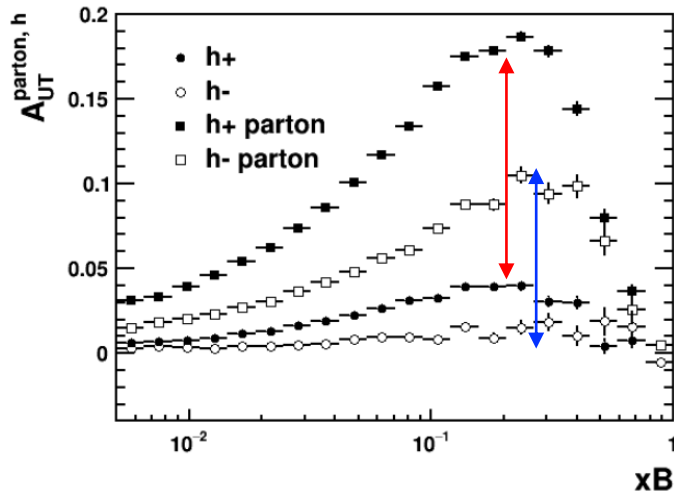 A_UT^parton, h
0.2
0.15
0.1
0.05
0
h+
h-
h+ parton
h- parton
10^-2
10^-1
1
xB